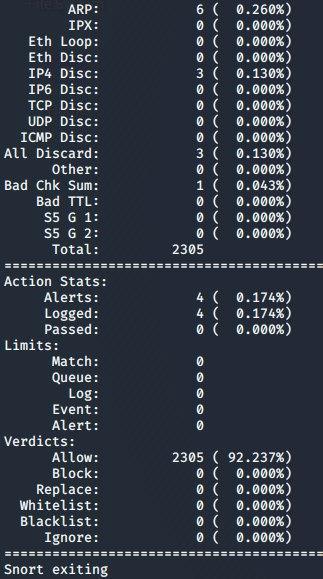 ARP: 6 ( 0.260%)
IPX: 0 ( 0.000%)
Eth Loop: 0 ( 0.000%)
Eth Disc: 0 ( 0.000%)
IP4 Disc: 3 ( 0.130%)
IP6 Disc: 0 ( 0.000%)
TCP Disc: 0 ( 0.000%)
UDP Disc: 0 ( 0.000%)
ICMP Disc: 0 ( 0.000%)
All Discard: 3 ( 0.130%)
Other: 0 ( 0.000%)
Bad Chk Sum: 1 ( 0.043%)
Bad TTL: 0 ( 0.000%)
S5 G 1: 0 ( 0.000%)
S5 G 2: 0 ( 0.000%)
Total: 2305
========================================
Action Stats:
Alerts: 4 ( 0.174%)
Logged: 4 ( 0.174%)
Passed: 0 ( 0.000%)
Limits:
Match: 0
Queue: 0
Log: 0
Event: 0
Alert: 0
Verdicts:
Allow: 2305 ( 92.237%)
Block: 0 ( 0.000%)
Replace: 0 ( 0.000%)
Whitelist: 0 ( 0.000%)
Blacklist: 0 ( 0.000%)
Ignore: 0 ( 0.000%)
========================================
Snort exiting